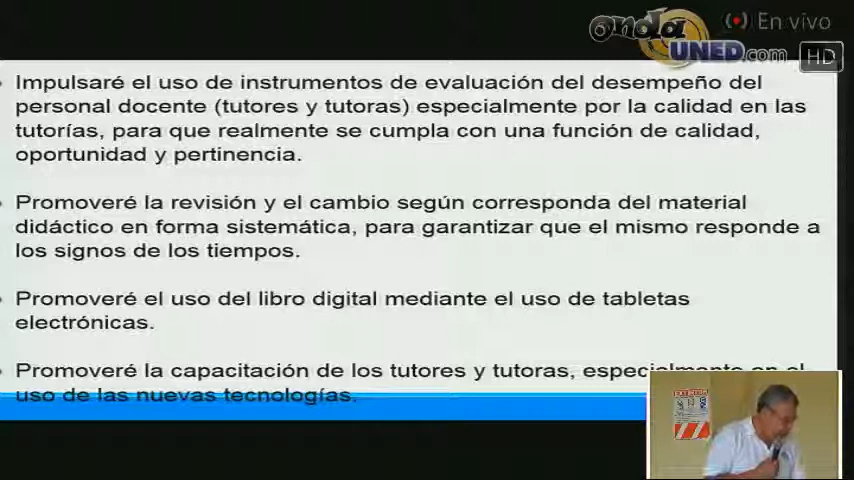 onda UNED.com
En vivo
HD
Impulsaré el uso de instrumentos de evaluación del desempeño del
personal docente (tutores y tutoras) especialmente por la calidad en las
tutorías, para que realmente se cumpla con una función de calidad,
oportunidad y pertinencia.
Promoveré la revisión y el cambio según corresponda del material
didáctico en forma sistemática, para garantizar que el mismo responde a
los signos de los tiempos.
Promoveré el uso del libro digital mediante el uso de tabletas
electrónicas.
Promoveré la capacitación de los tutores y tutoras, especialmente en el
uso de las nuevas tecnologías.